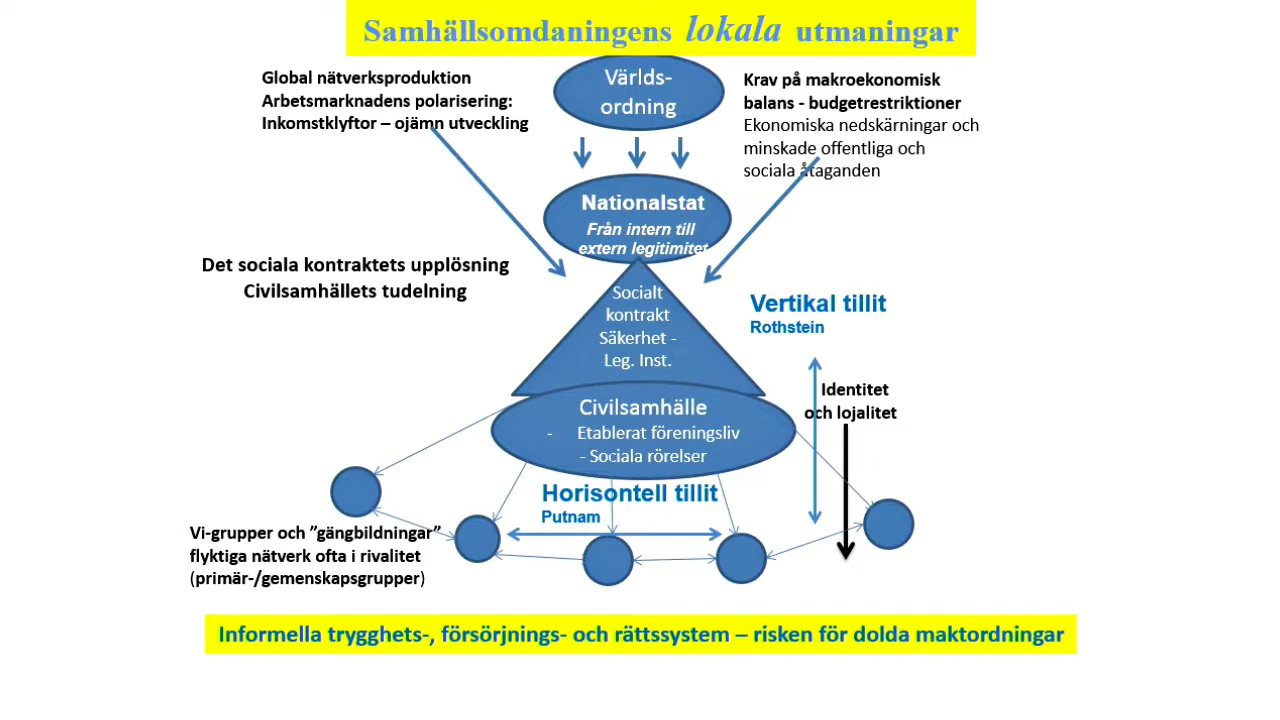 Samhällsomdaningens lokala utmaningar
Global nätverksproduktion
Arbetsmarknadens polarisering:
Inkomstklyftor – ojämn utveckling
Världs-
ordning
Krav på makroekonomisk
balans - budgetrestriktioner
Ekonomiska nedskärningar och
minskade offentliga och
sociala åtaganden
Nationalstat
Från intern till
extern legitimitet
Det sociala kontraktets upplösning
Civilsamhällets tudelning
Socialt
kontrakt
Säkerhet -
Leg. Inst.
Vertikal tillit
Rothstein
Identitet
och lojalitet
Civilsamhälle
- Etablerat föreningsliv
- Sociala rörelser
Horisontell tillit
Putnam
Vi-grupper och ”gängbildningar”
flyktiga nätverk ofta i rivalitet
(primär-/gemenskapsgrupper)
Informella trygghets-, försörjnings- och rättssystem – risken för dolda maktordningar